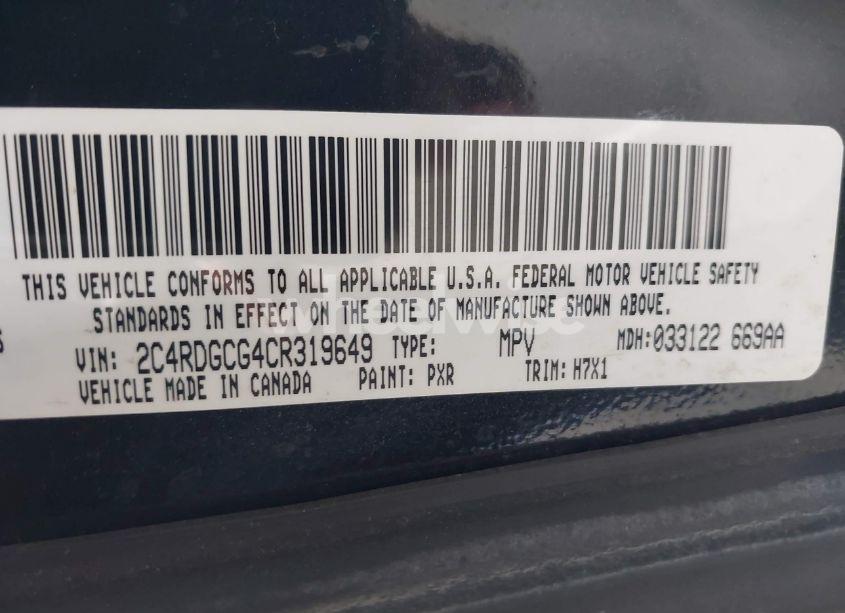 THIS VEHICLE CONFORMS TO ALL APPLICABLE U.S.A. FEDERAL MOTOR VEHICLE SAFETY
STANDARDS IN EFFECT ON THE DATE OF MANUFACTURE SHOWN ABOVE.
VIN: 2C4RDGCG4CR319649 TYPE: MPV MDH:033122 669AA
VEHICLE MADE IN CANADA PAINT: PXR TRIM: H7X1